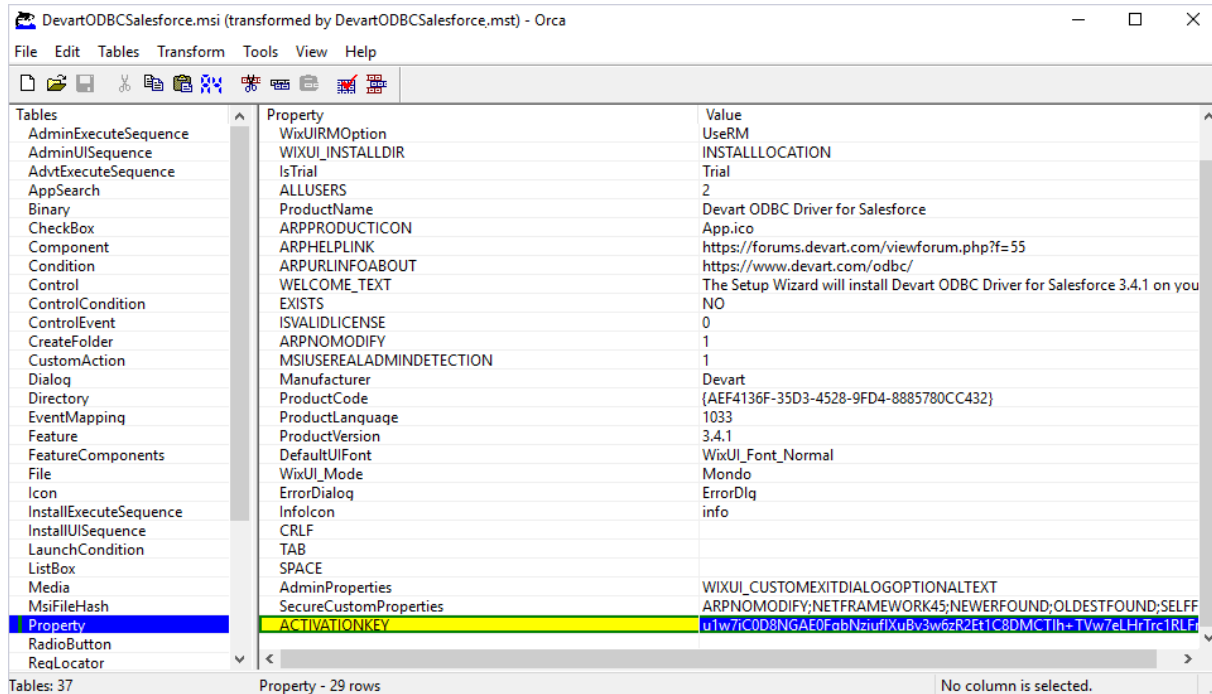 DevartODBCSalesforce.msi (transformed by DevartODBCSalesforce.mst) - Orca
File Edit Tables Transform Tools View Help
Tables
AdminExecuteSequence
AdminUISequence
AdvtExecuteSequence
AppSearch
Binary
CheckBox
Component
Condition
Control
ControlCondition
ControlEvent
CreateFolder
CustomAction
Dialog
Directory
EventMapping
Feature
FeatureComponents
File
Icon
InstallExecuteSequence
InstallUISequence
LaunchCondition
ListBox
Media
MsiFileHash
Property
RadioButton
RegLocator
Property Value
WixUIRMOption UseRM
WIXUI_INSTALLDIR INSTALLLOCATION
IsTrial Trial
ALLUSERS 2
ProductName Devart ODBC Driver for Salesforce
ARPPRODUCTICON App.ico
ARPHELPLINK https://forums.devart.com/viewforum.php?f=55
ARPURLINFOABOUT https://www.devart.com/odbc/
WELCOME_TEXT The Setup Wizard will install Devart ODBC Driver for Salesforce 3.4.1 on you
EXISTS NO
ISVALIDLICENSE 0
ARPNOMODIFY 1
MSIUSEREALADMINDETECTION 1
Manufacturer Devart
ProductCode {AEF4136F-35D3-4528-9FD4-8885780CC432}
ProductLanguage 1033
ProductVersion 3.4.1
DefaultUIFont WixUI_Font_Normal
WixUI_Mode Mondo
ErrorDialog ErrorDlg
InfoIcon info
CRLF
TAB
SPACE
AdminProperties WIXUI_CUSTOMEXITDIALOGOPTIONALTEXT
SecureCustomProperties ARPNOMODIFY;NETFRAMEWORK45;NEWERFOUND;OLDESTFOUND;SELFF
ACTIVATIONKEY
Tables: 37 Property - 29 rows No column is selected.